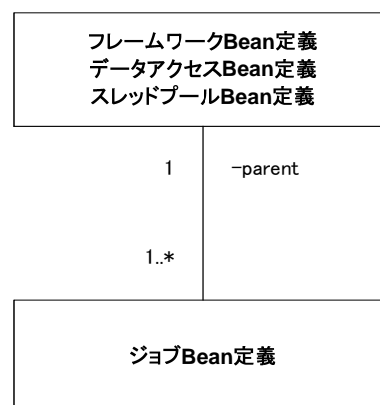 フレームワークBean定義
データアクセスBean定義
スレッドプールBean定義
1 -parent
1..*
ジョブBean定義